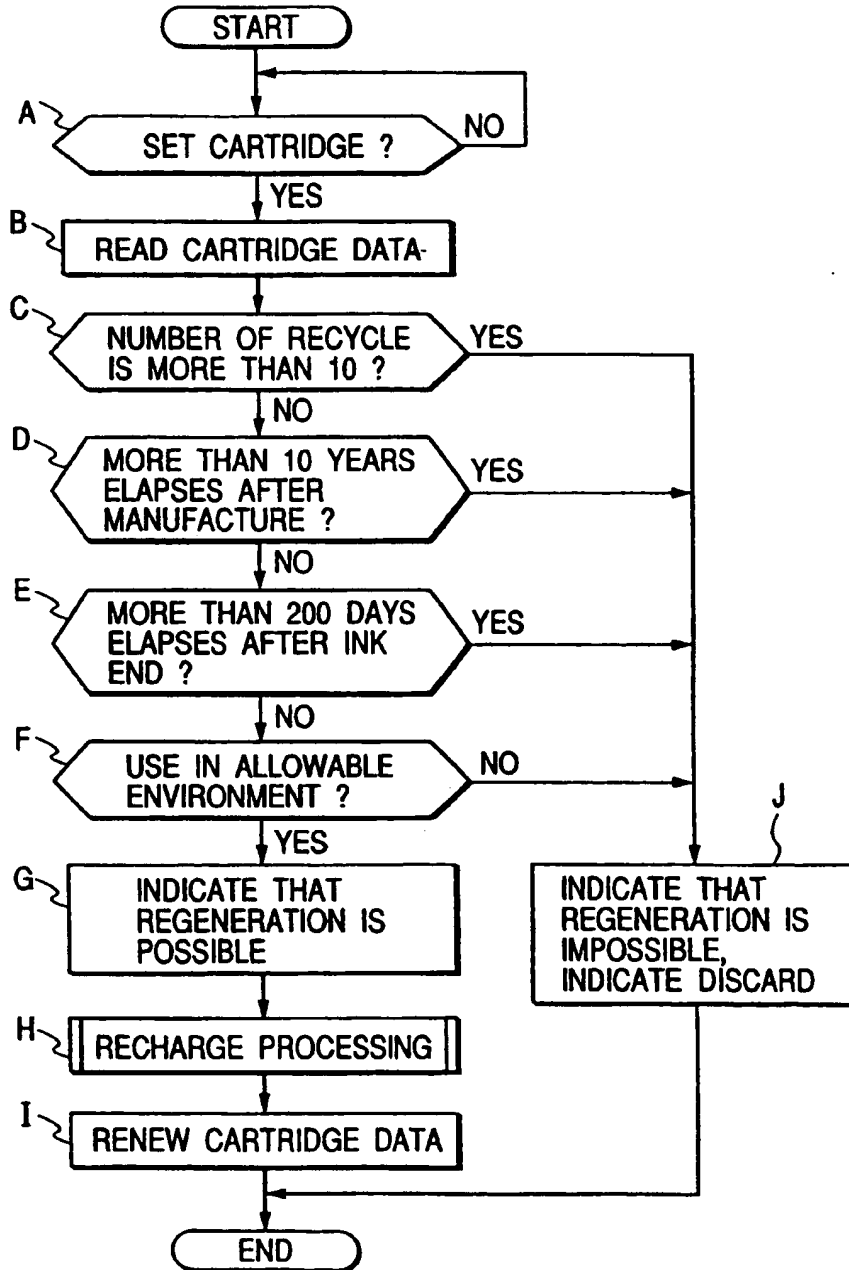 START
A
SET CARTRIDGE ?
NO
YES
B
READ CARTRIDGE DATA
C
NUMBER OF RECYCLE
IS MORE THAN 10 ?
YES
NO
D
MORE THAN 10 YEARS
ELAPSES AFTER
MANUFACTURE ?
YES
NO
E
MORE THAN 200 DAYS
ELAPSES AFTER INK
END ?
YES
NO
F
USE IN ALLOWABLE
ENVIRONMENT ?
NO
YES
G
INDICATE THAT
REGENERATION IS
POSSIBLE
J
INDICATE THAT
REGENERATION IS
IMPOSSIBLE,
INDICATE DISCARD
H
RECHARGE PROCESSING
I
RENEW CARTRIDGE DATA
END